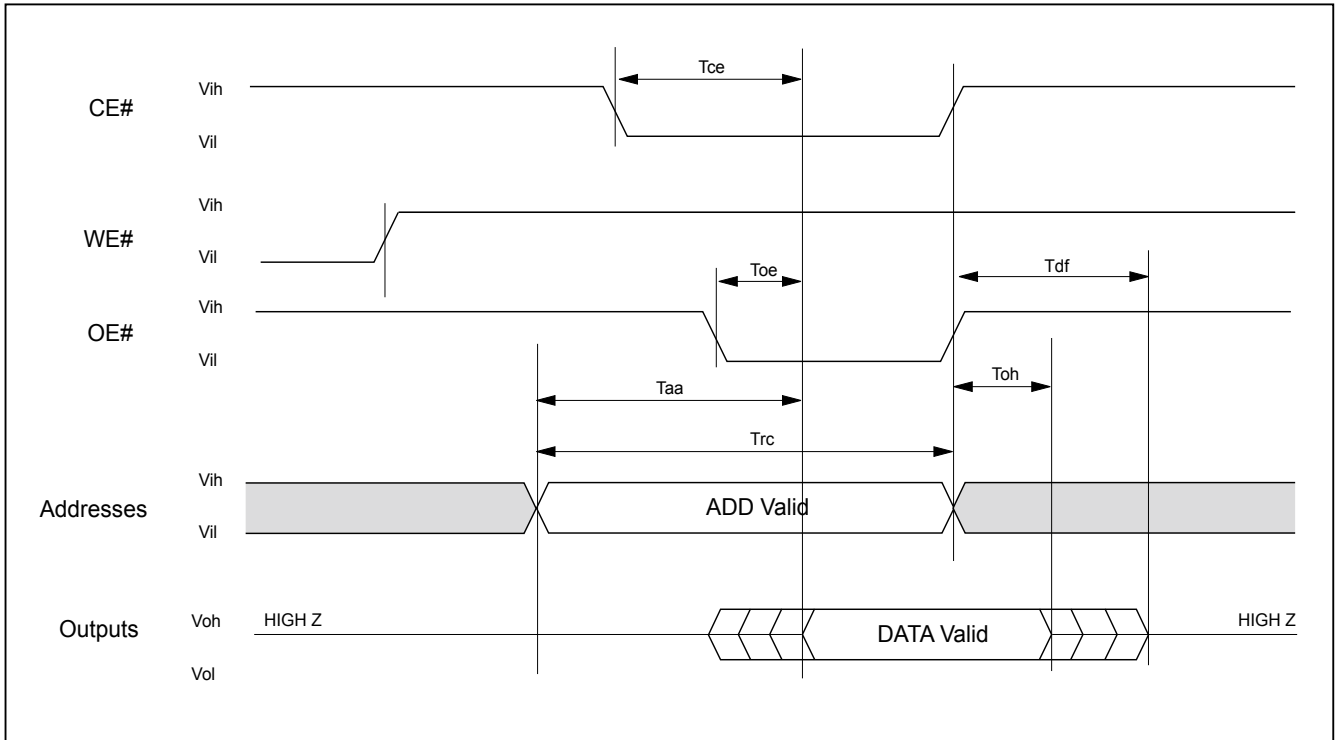 Tce
Vih
CE#
Vil
Vih
WE#
Vil
Toe
Tdf
Vih
OE#
Vil
Toh
Taa
Trc
Vih
Addresses
ADD Valid
Vil
Voh
HIGH Z
HIGH Z
Outputs
DATA Valid
Vol